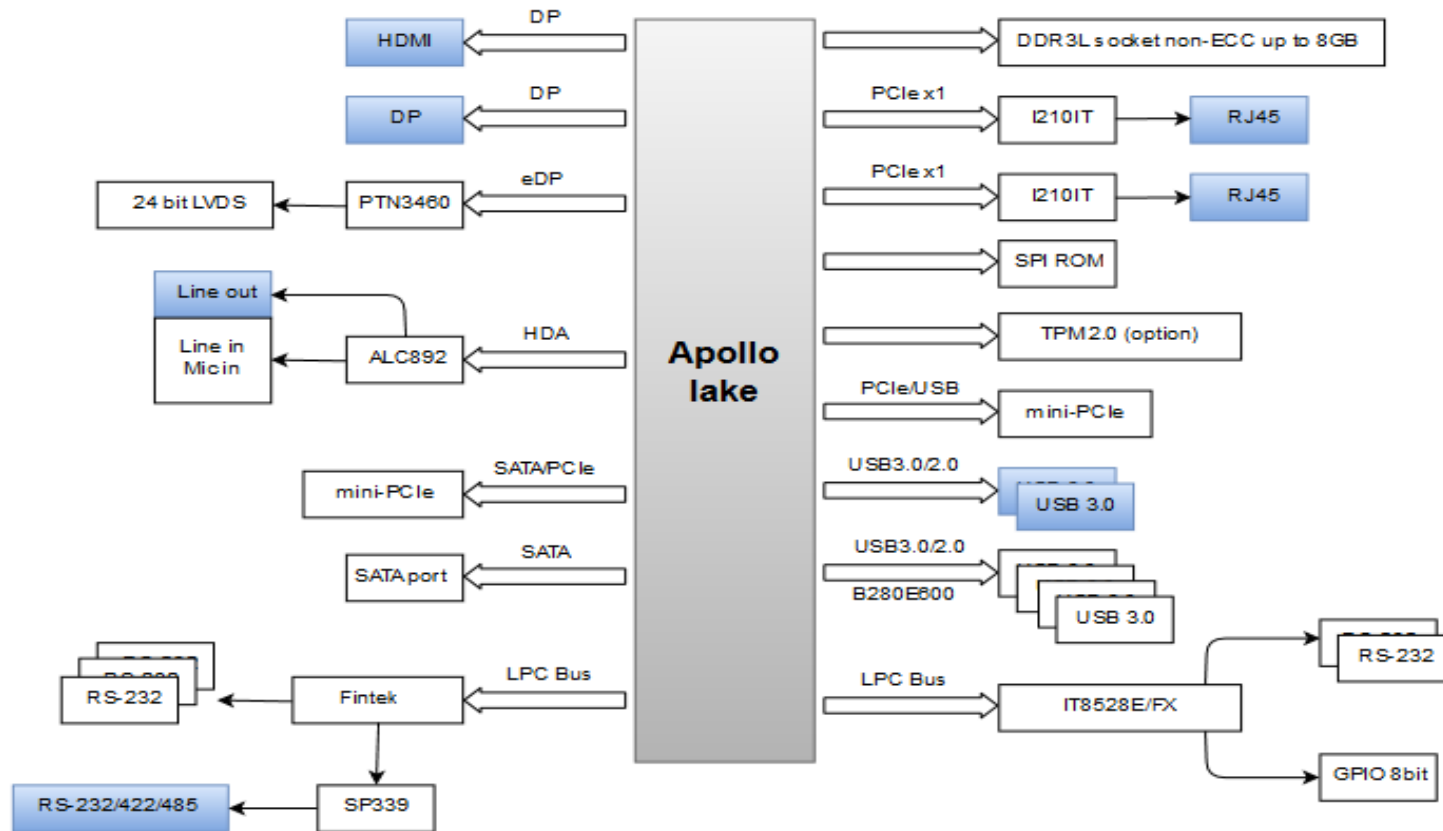 DP
HDMI
DP
DP
eDP
24 bit LVDS
PTN3460
Line out
Line in
Mic in
ALC892
HDA
SATA/PCIe
mini-PCIe
SATA
SATA port
LPC Bus
RS-232
Fintek
RS-232/422/485
SP339
Apollo
lake
DDR3L socket non-ECC up to 8GB
PCIe x1
I210IT
RJ45
PCIe x1
I210IT
RJ45
SPI ROM
TPM2.0 (option)
PCIe/USB
mini-PCIe
USB3.0/2.0
USB 3.0
USB3.0/2.0
B280E600
USB 3.0
LPC Bus
IT8528E/FX
RS-232
GPIO 8bit